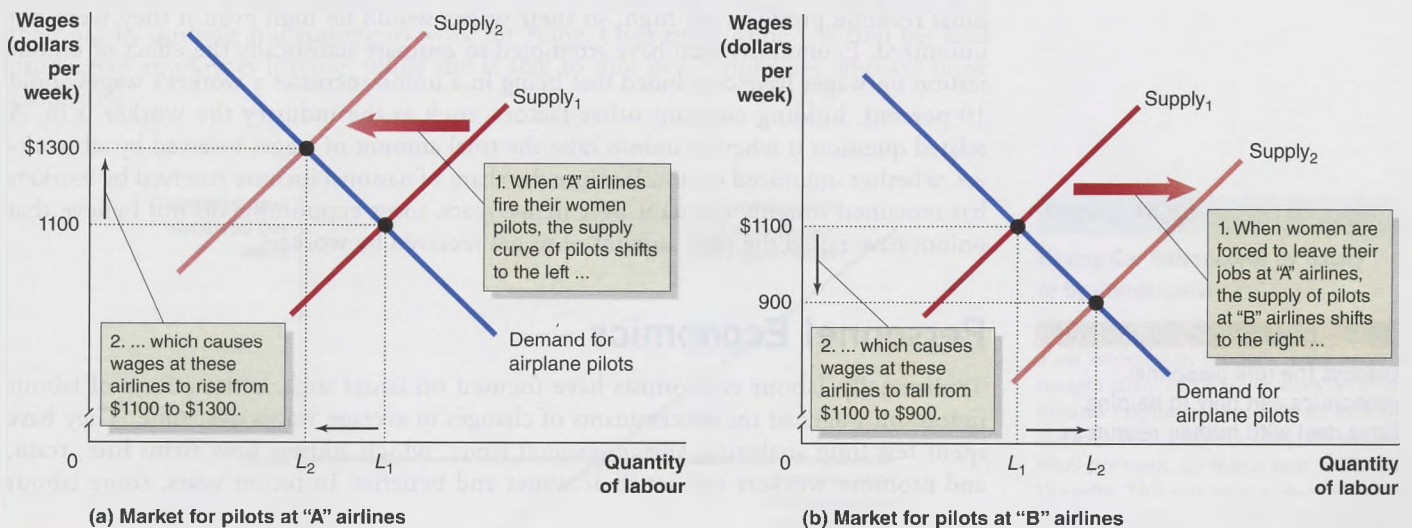 Wages
(dollars
per
week)
Supply₂
Supply₁
$1300
1100
1. When “A” airlines
fire their women
pilots, the supply
curve of pilots shifts
to the left ...
2. ... which causes
wages at these
airlines to rise from
$1100 to $1300.
Demand for
airplane pilots
0
L₂
L₁
Quantity
of labour
(a) Market for pilots at “A” airlines
Wages
(dollars
per
week)
Supply₁
Supply₂
$1100
900
1. When women are
forced to leave their
jobs at “A” airlines,
the supply of pilots
at “B” airlines shifts
to the right ...
2. ... which causes
wages at these
airlines to fall from
$1100 to $900.
Demand for
airplane pilots
0
L₁
L₂
Quantity
of labour
(b) Market for pilots at “B” airlines